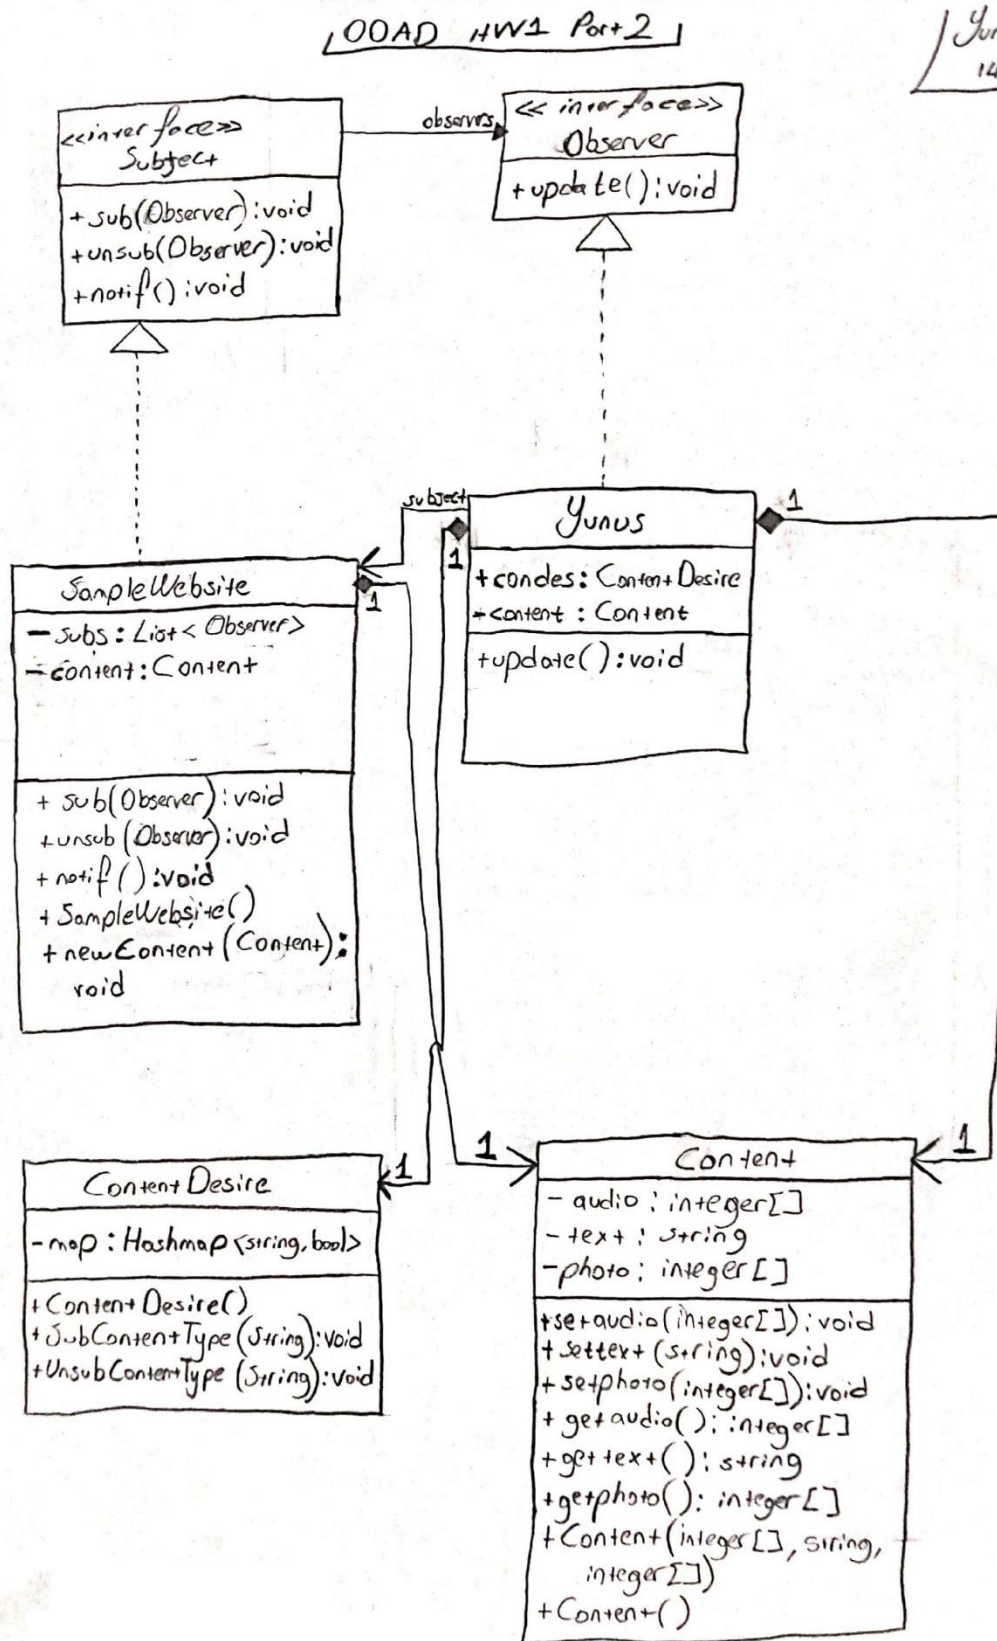 OOAD HW1 Part2
Yun
14
<<interface>>
Subject
+ sub(Observer):void
+ unsub(Observer):void
+ notif():void
observers
<<interface>>
Observer
+ update():void
subject
Yunus
1
1
+ condes: ContentDesire
+ content: Content
+ update():void
SampleWebsite
1
- subs: List<Observer>
- content: Content
+ sub(Observer):void
+ unsub(Observer):void
+ notif():void
+ SampleWebsite()
+ newContent(Content):
void
ContentDesire
1
- map: Hashmap<string,bool>
+ ContentDesire()
+ SubContentType(String):void
+ UnsubContentType(String):void
1
Content
1
- audio: integer[]
- text: string
- photo: integer[]
+ setaudio(integer[]):void
+ settext(string):void
+ setphoto(integer[]):void
+ getaudio(): integer[]
+ gettext(): string
+ getphoto(): integer[]
+ Content(integer[], string,
integer[])
+ Content()